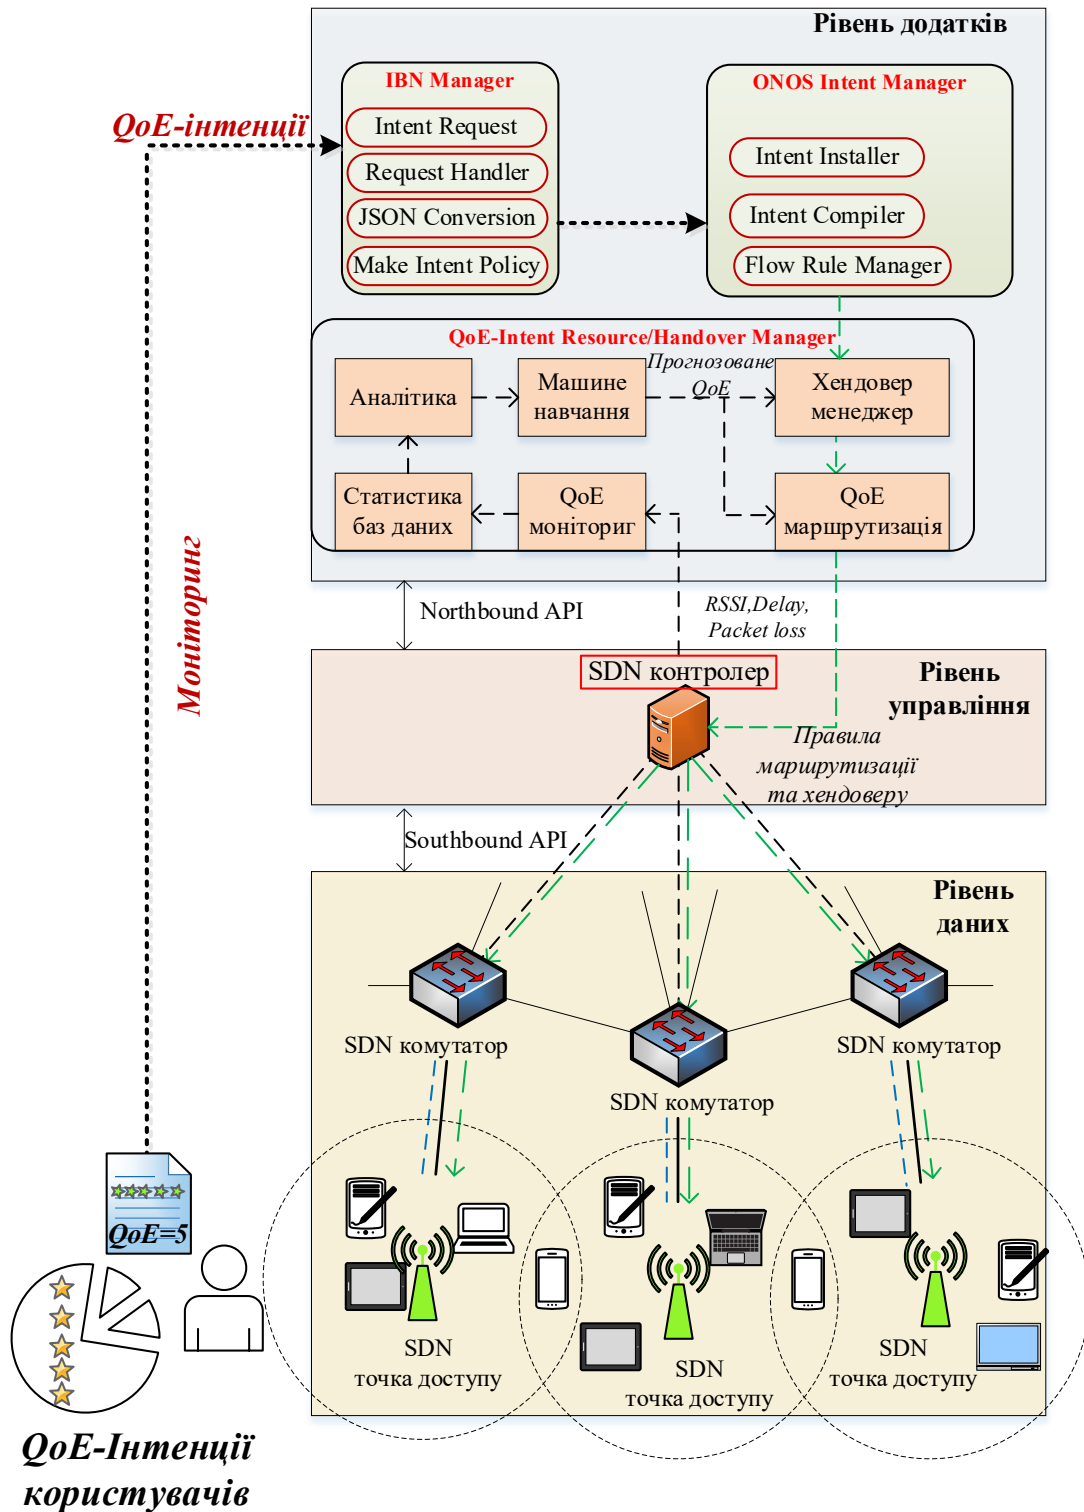 Рівень додатків
IBN Manager
Intent Request
Request Handler
JSON Conversion
Make Intent Policy
ONOS Intent Manager
Intent Installer
Intent Compiler
Flow Rule Manager
QoE-інтенції
QoE-Intent Resource/Handover Manager
Аналітика
Машине
навчання
Прогнозоване
QoE
Хендовер
менеджер
Статистика
баз даних
QoE
моніториг
QoE
маршрутизація
Моніторинг
Northbound API
RSSI,Delay,
Packet loss
SDN контролер
Рівень
управління
Правила
маршрутизації
та хендоверу
Southbound API
Рівень
даних
SDN комутатор
SDN комутатор
SDN комутатор
QoE=5
SDN
точка доступу
SDN
точка доступу
SDN
точка доступу
QoE-Інтенції
користувачів